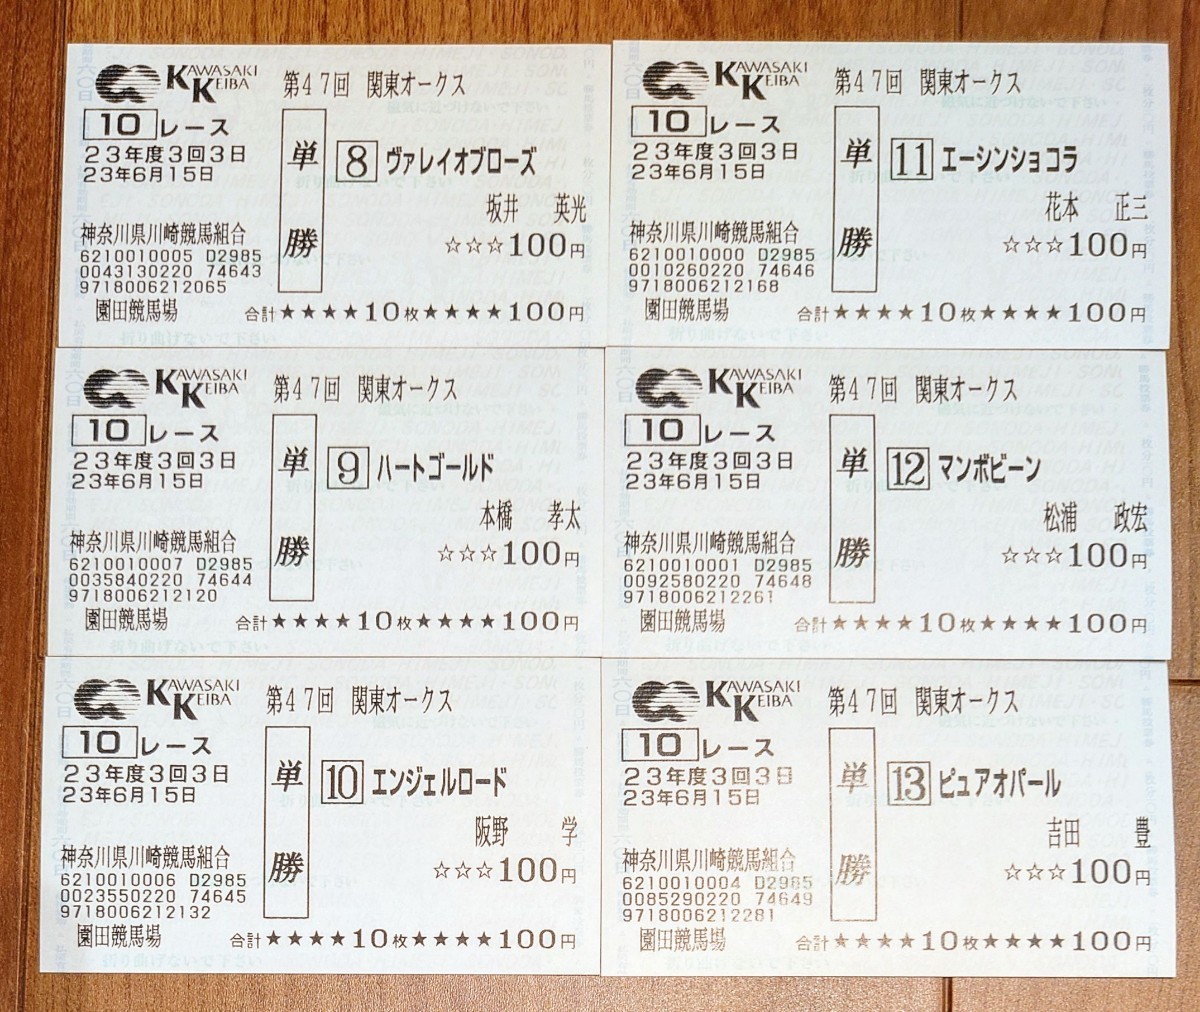 KAWASAKI KEIBA 第47回 関東オークス
10レース
23年度3回3日
23年6月15日
単勝
8 ヴァレイオブローズ
坂井 英光
☆☆☆100円
神奈川県川崎競馬組合
6210010005 D2985
0043130220 74643
9718006212065
園田競馬場 合計★★★★10枚★★★★100円
KAWASAKI KEIBA 第47回 関東オークス
10レース
23年度3回3日
23年6月15日
単勝
11 エーシンショコラ
花本 正三
☆☆☆100円
神奈川県川崎競馬組合
6210010000 D2985
0010260220 74646
9718006212168
園田競馬場 合計★★★★10枚★★★★100円
KAWASAKI KEIBA 第47回 関東オークス
10レース
23年度3回3日
23年6月15日
単勝
9 ハートゴールド
本橋 孝太
☆☆☆100円
神奈川県川崎競馬組合
6210010007 D2985
0035840220 74644
9718006212120
園田競馬場 合計★★★★10枚★★★★100円
KAWASAKI KEIBA 第47回 関東オークス
10レース
23年度3回3日
23年6月15日
単勝
12 マンボビーン
松浦 政宏
☆☆☆100円
神奈川県川崎競馬組合
6210010001 D2985
0092580220 74648
9718006212261
園田競馬場 合計★★★★10枚★★★★100円
KAWASAKI KEIBA 第47回 関東オークス
10レース
23年度3回3日
23年6月15日
単勝
10 エンジェルロード
阪野 学
☆☆☆100円
神奈川県川崎競馬組合
6210010006 D2985
0023550220 74645
9718006212132
園田競馬場 合計★★★★10枚★★★★100円
KAWASAKI KEIBA 第47回 関東オークス
10レース
23年度3回3日
23年6月15日
単勝
13 ピュアオパール
吉田 豊
☆☆☆100円
神奈川県川崎競馬組合
6210010004 D2985
0085290220 74649
9718006212281
園田競馬場 合計★★★★10枚★★★★100円